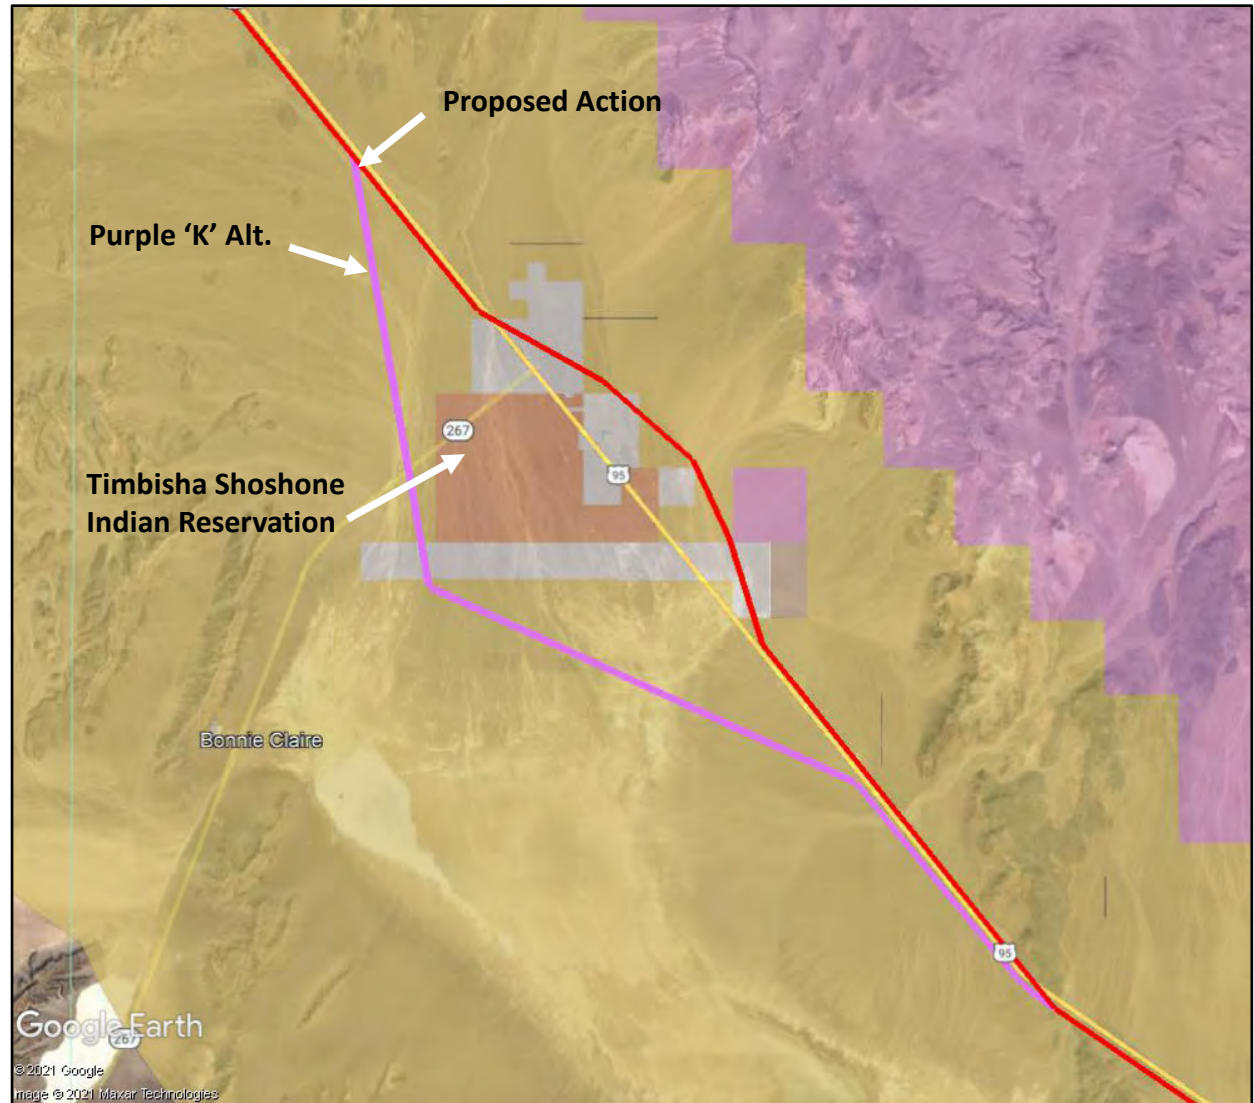 Proposed Action
Purple ‘K’ Alt.
267
Timbisha Shoshone
Indian Reservation
95
Bonnie Claire
95
Google Earth
267
© 2021 Google
Image © 2021 Maxar Technologies